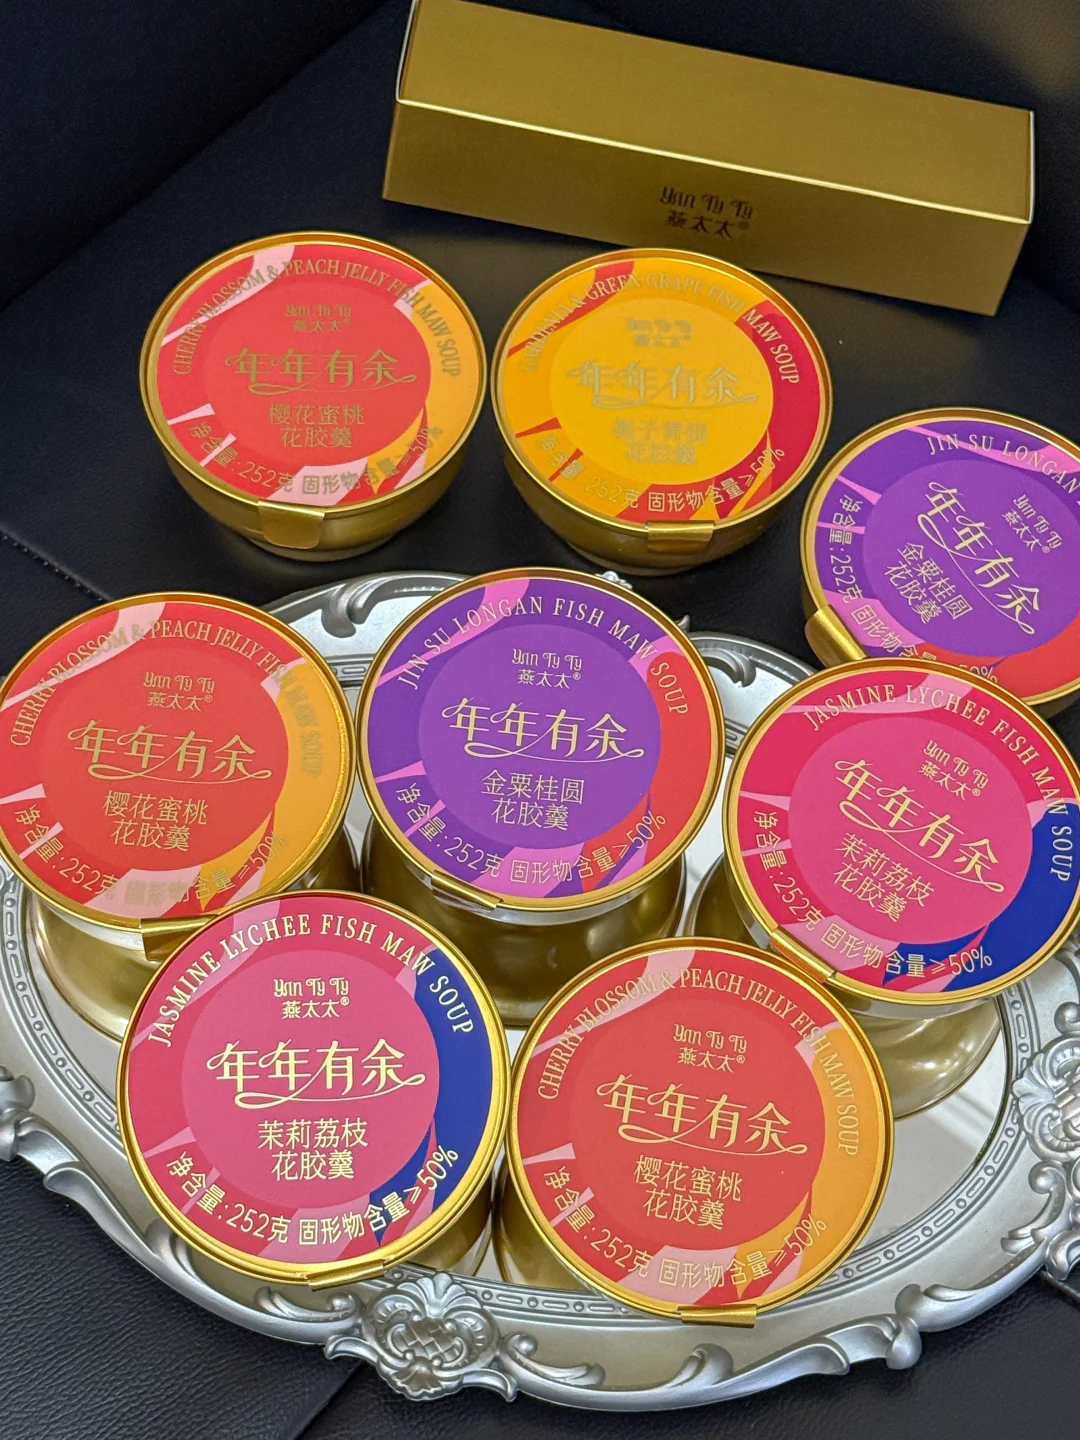 yan Ty Ty
燕太太®
CHERRY BLOSSOM & PEACH JELLY FISH MAW SOUP
yan Ty Ty
燕太太®
年年有余
樱花蜜桃
花胶羹
净含量:252克 固形物含量≥50%
GARDENIA & GREEN GRAPE FISH MAW SOUP
年年有余
栀子青提
花胶羹
净含量:252克 固形物含量≥50%
JIN SU LONGAN
yan Ty Ty
燕太太®
年年有余
金粟桂圆
花胶羹
净含量:252克 固形物含量≥50%
CHERRY BLOSSOM & PEACH JELLY FISH MAW SOUP
yan Ty Ty
燕太太®
年年有余
樱花蜜桃
花胶羹
净含量:252克 固形物含量≥50%
JIN SU LONGAN FISH MAW SOUP
yan Ty Ty
燕太太®
年年有余
金粟桂圆
花胶羹
净含量:252克 固形物含量≥50%
JASMINE LYCHEE FISH MAW SOUP
yan Ty Ty
燕太太®
年年有余
茉莉荔枝
花胶羹
净含量:252克 固形物含量≥50%
JASMINE LYCHEE FISH MAW SOUP
yan Ty Ty
燕太太®
年年有余
茉莉荔枝
花胶羹
净含量:252克 固形物含量≥50%
CHERRY BLOSSOM & PEACH JELLY FISH MAW SOUP
yan Ty Ty
燕太太®
年年有余
樱花蜜桃
花胶羹
净含量:252克 固形物含量≥50%